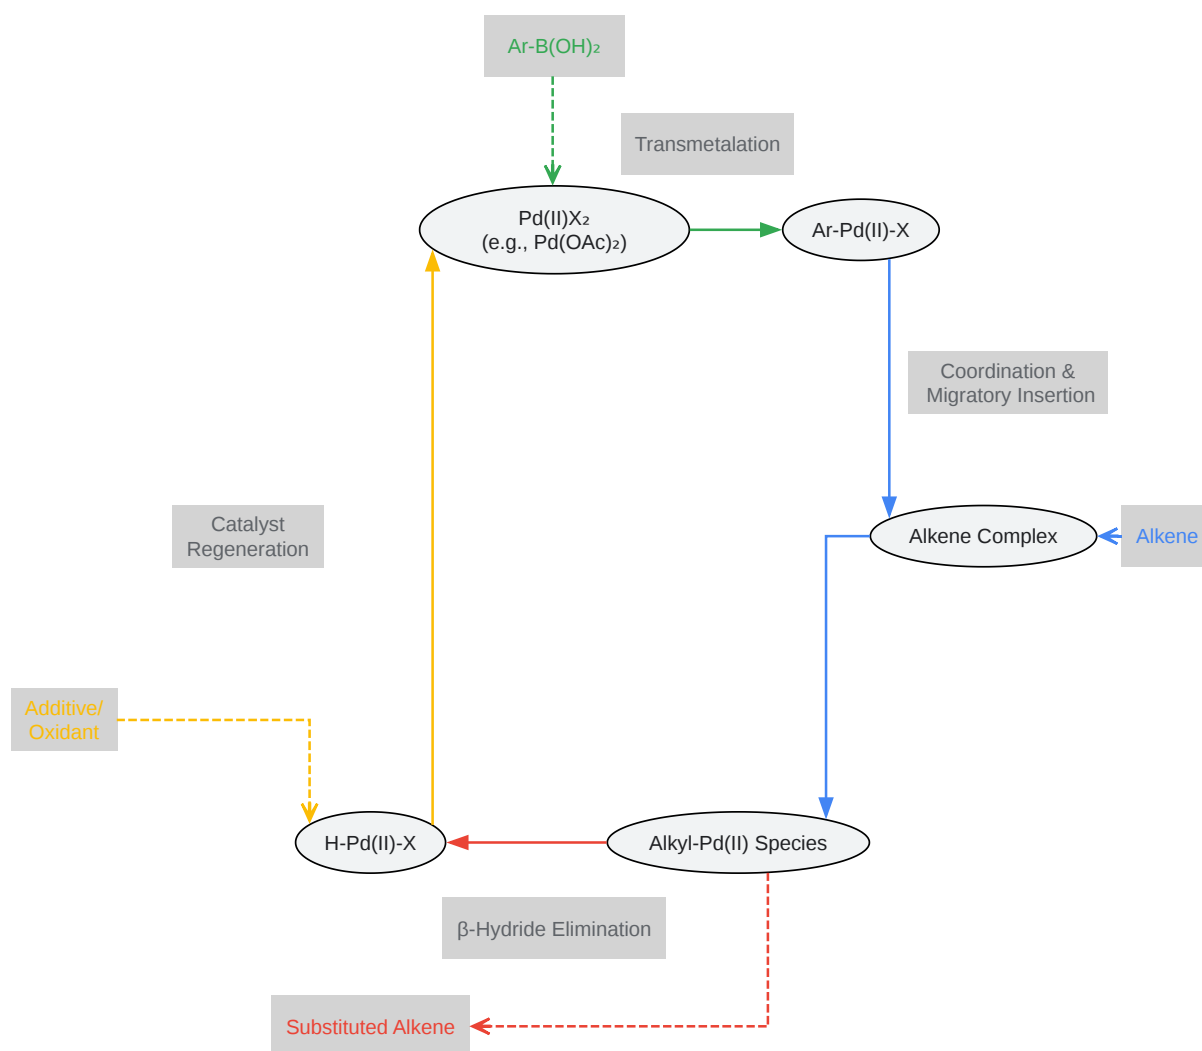 Ar-B(OH)₂
Transmetalation
Pd(II)X₂
(e.g., Pd(OAc)₂)
Ar-Pd(II)-X
Coordination &
Migratory Insertion
Catalyst
Regeneration
Alkene Complex
Alkene
Additive/
Oxidant
H-Pd(II)-X
Alkyl-Pd(II) Species
β-Hydride Elimination
Substituted Alkene